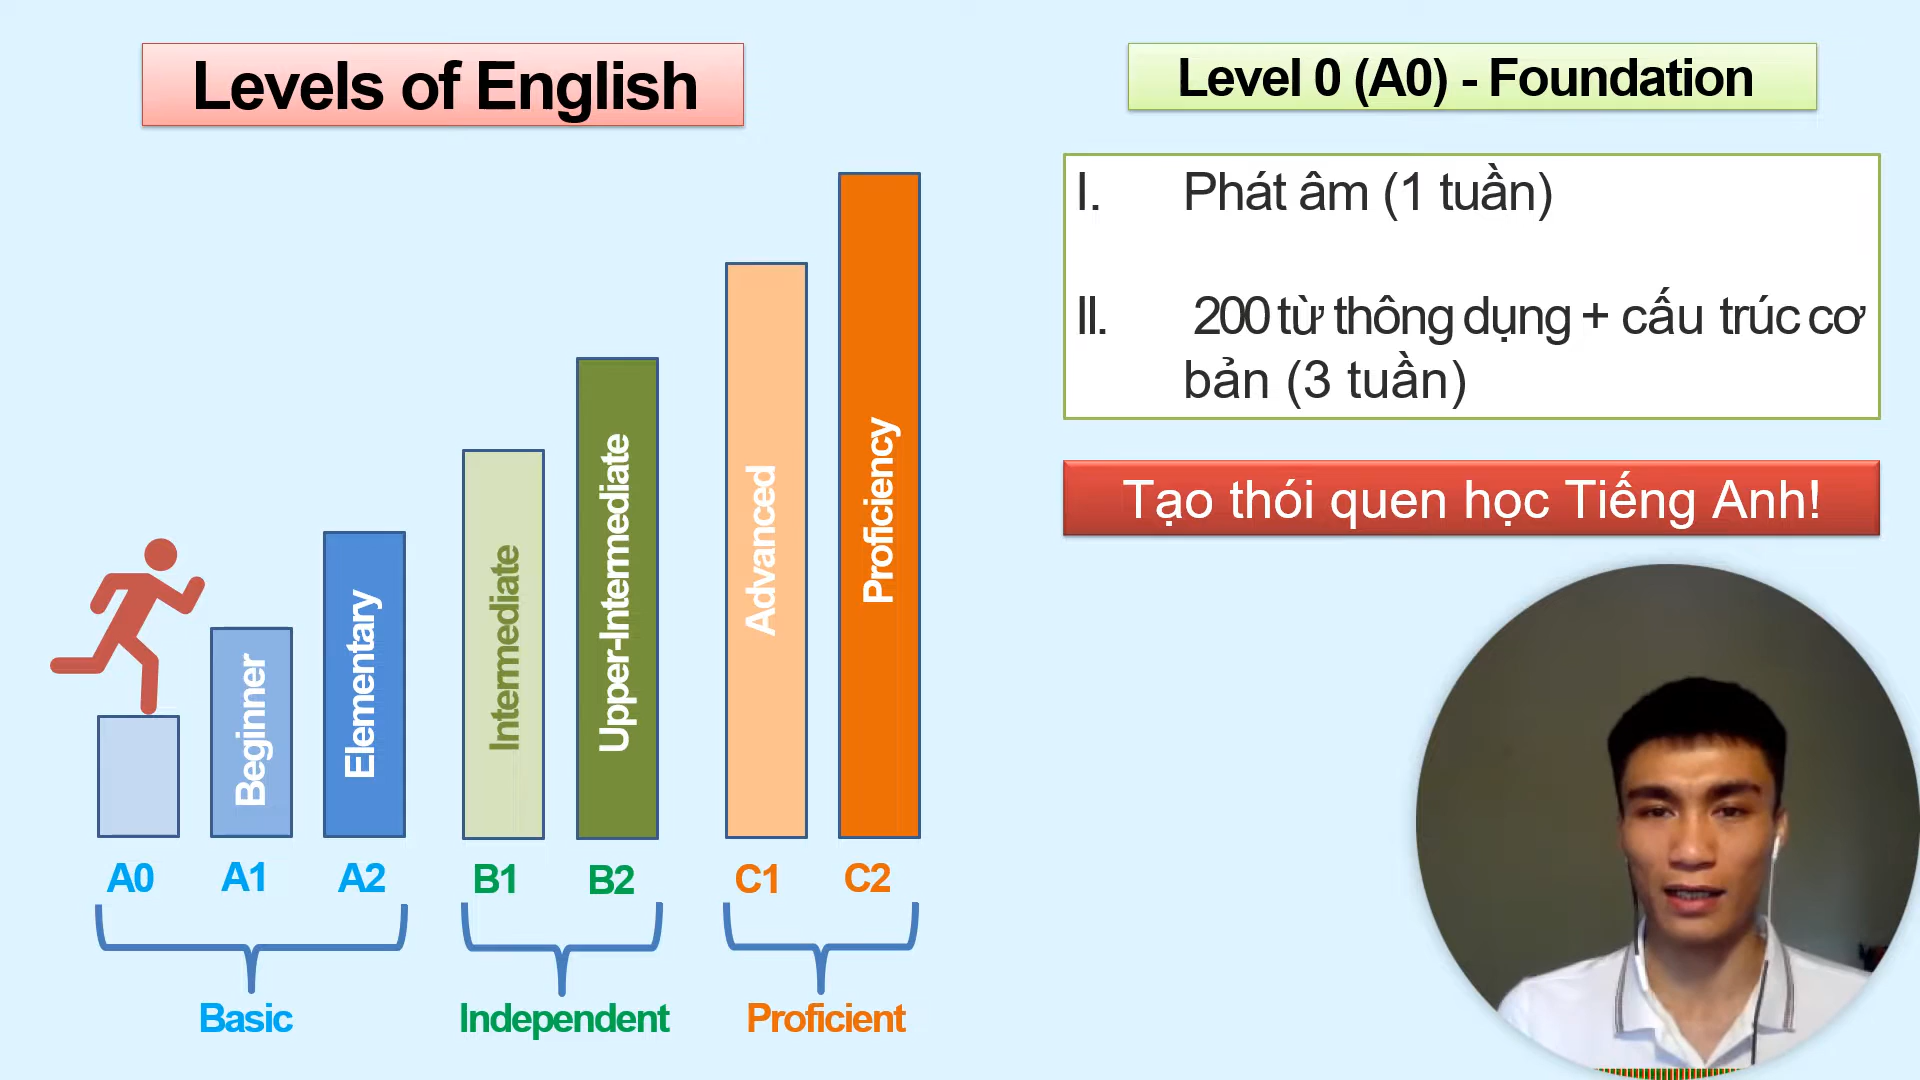 Levels of English
Beginner
Elementary
Intermediate
Upper-Intermediate
Advanced
Proficiency
A0
A1
A2
B1
B2
C1
C2
Basic
Independent
Proficient
Level 0 (A0) - Foundation
I. Phát âm (1 tuần)
II. 200 từ thông dụng + cấu trúc cơ
bản (3 tuần)
Tạo thói quen học Tiếng Anh!